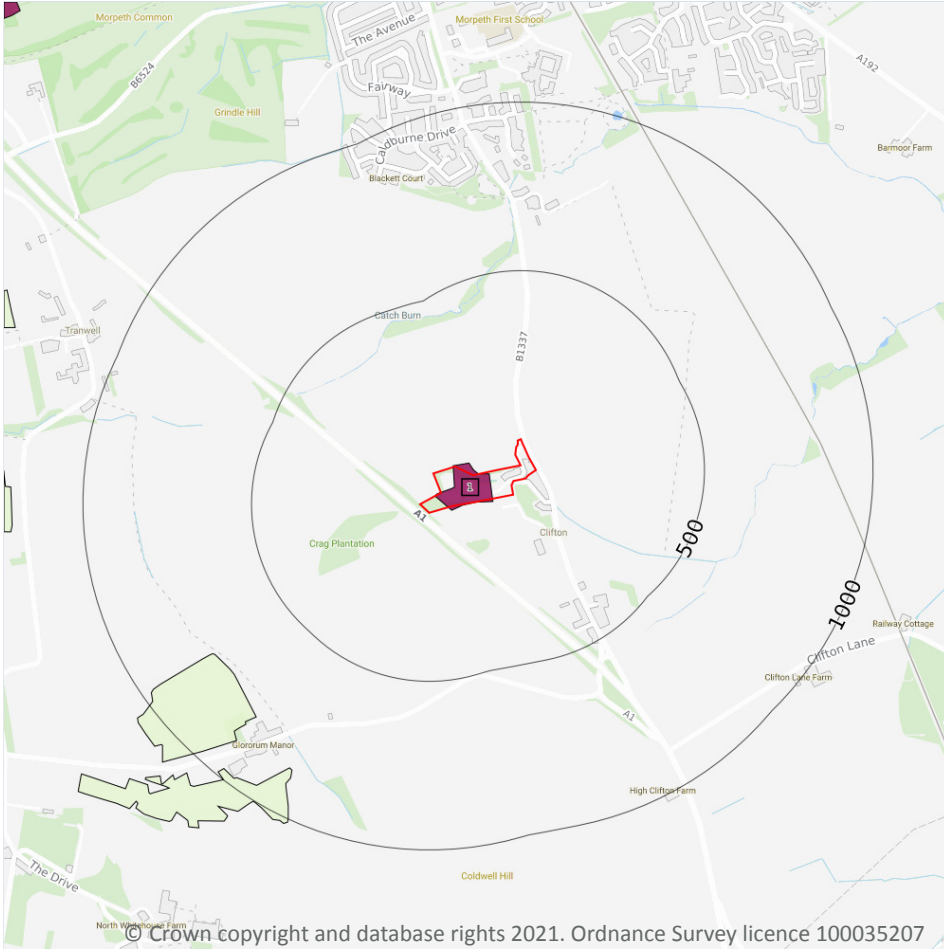 Morpeth Common
Morpeth First School
The Avenue
B6524
A192
Fairway
Grindle Hill
Caldburne Drive
Barmoor Farm
Blackett Court
Catch Burn
Tranwell
B1337
1
A1
Crag Plantation
Clifton
500
1000
Railway Cottage
Clifton Lane
Clifton Lane Farm
A1
Glororum Manor
High Clifton Farm
Coldwell Hill
The Drive
North Whitehouse Farm
© Crown copyright and database rights 2021. Ordnance Survey licence 100035207